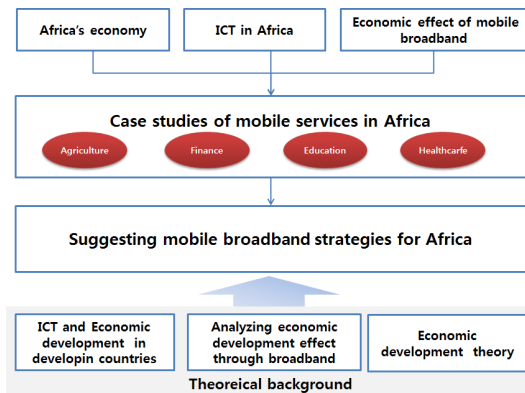 Africa's economy
ICT in Africa
Economic effect of mobile
broadband
Case studies of mobile services in Africa
Agriculture
Finance
Education
Healthcarfe
Suggesting mobile broadband strategies for Africa
ICT and Economic
development in
developin countries
Analyzing economic
development effect
through broadband
Economic
development theory
Theoreical background